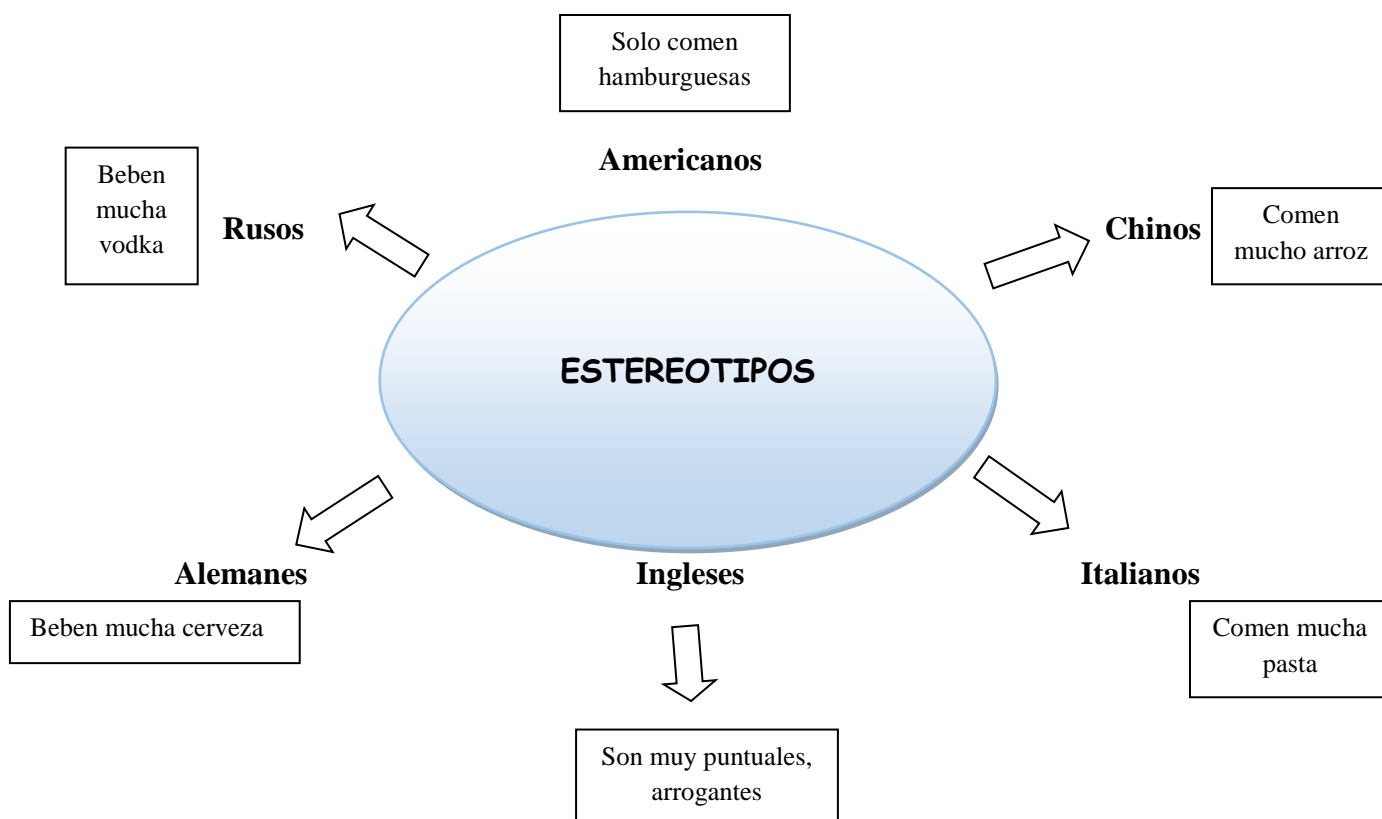 Solo comen
hamburguesas
Americanos
Beben
mucha
vodka
Rusos
Chinos
Comen
mucho arroz
ESTEREOTIPOS
Alemanes
Ingleses
Italianos
Beben mucha cerveza
Comen mucha
pasta
Son muy puntuales,
arrogantes